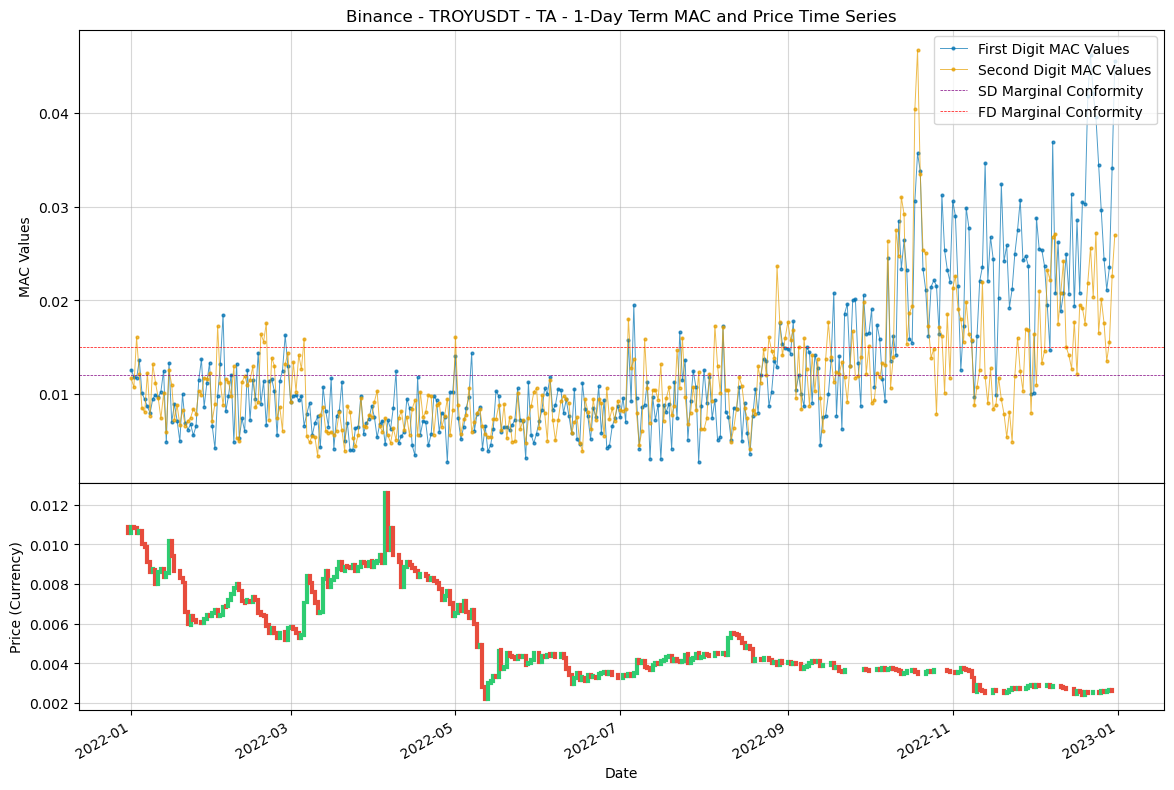 Binance - TROYUSDT - TA - 1-Day Term MAC and Price Time Series
First Digit MAC Values
Second Digit MAC Values
SD Marginal Conformity
FD Marginal Conformity
MAC Values
0.04
0.03
0.02
0.01
Price (Currency)
0.012
0.010
0.008
0.006
0.004
0.002
2022-01
2022-03
2022-05
2022-07
2022-09
2022-11
2023-01
Date